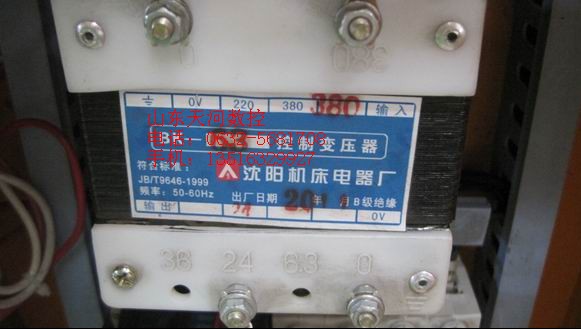 0 380
⏚ 0V 220 380 380 输入
山东天河数控
控制变压器
符合标准:
JB/T9646-1999
沈阳机床电器厂
频率: 50-60Hz
出厂日期 20 年 月 B级绝缘
输出 24 0V
36 24 6.3 0